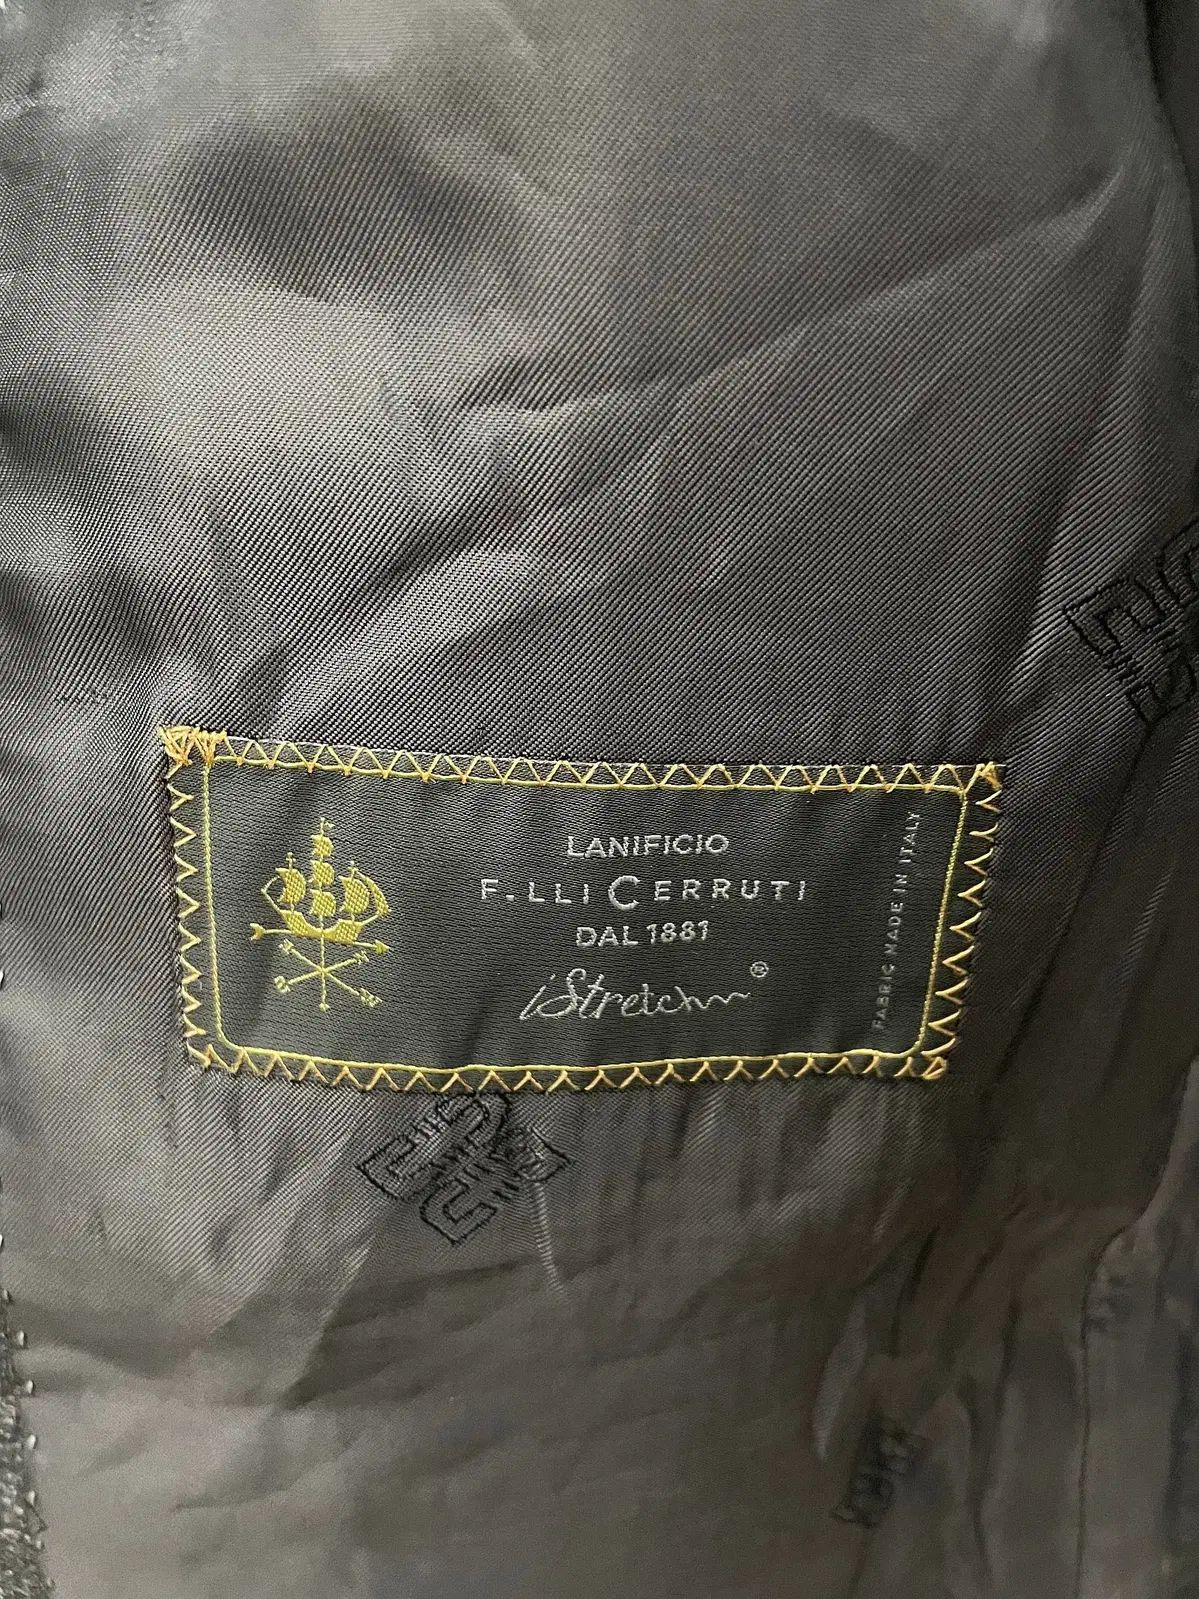 LANIFICIO
F.LLI CERRUTI
DAL 1881
iStretch ®
FABRIC MADE IN ITALY